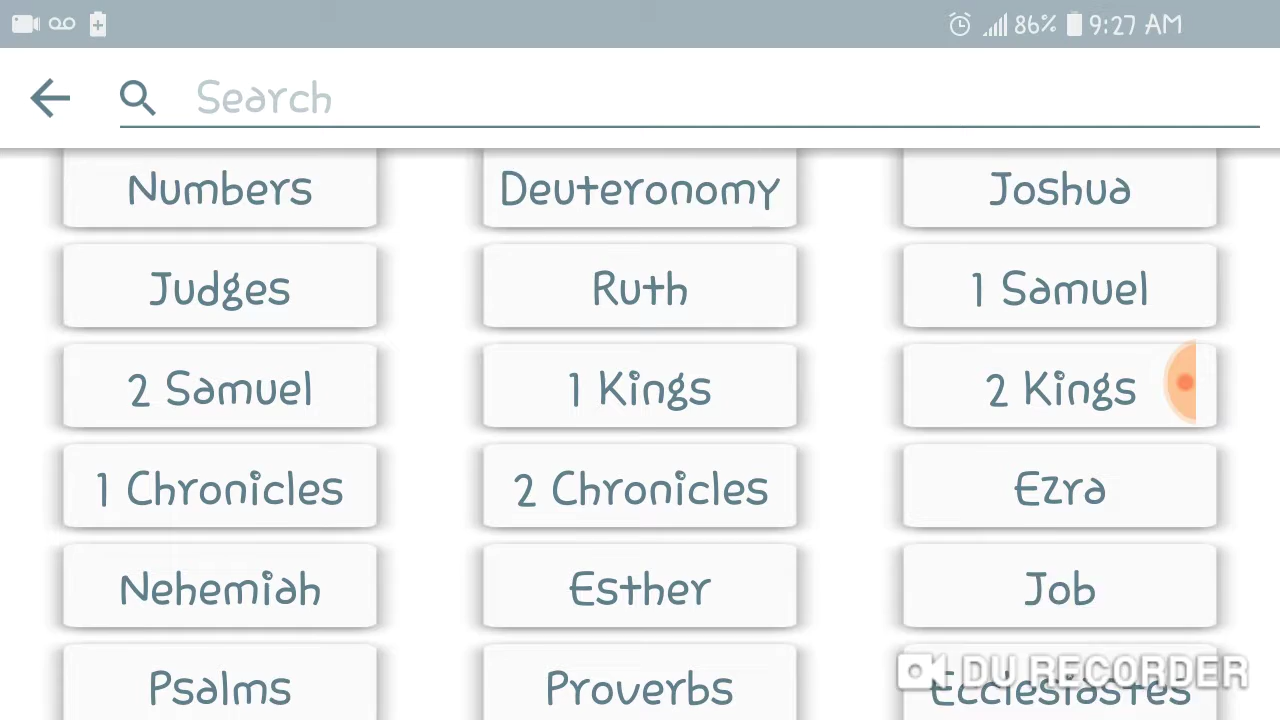 86% 9:27 AM
Search
Numbers Deuteronomy Joshua
Judges Ruth 1 Samuel
2 Samuel 1 Kings 2 Kings
1 Chronicles 2 Chronicles Ezra
Nehemiah Esther Job
Psalms Proverbs Ecclesiastes
DU RECORDER